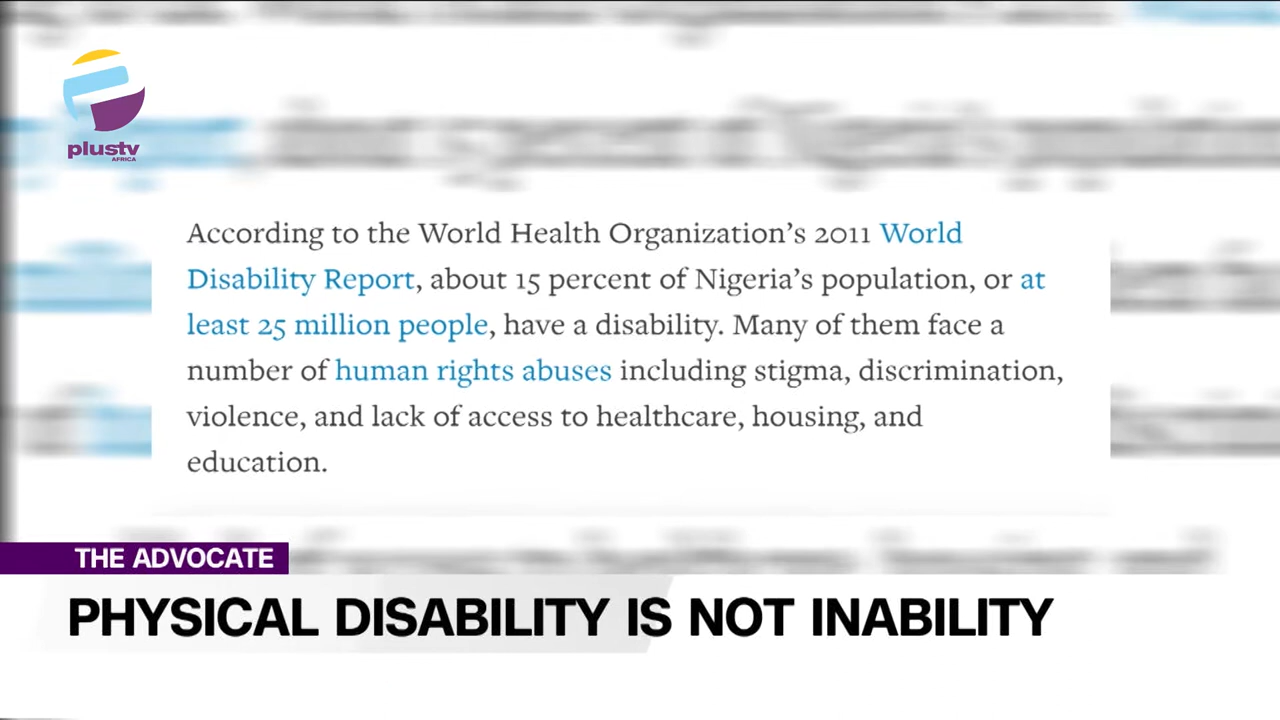 plustv
AFRICA
According to the World Health Organization's 2011 World
Disability Report, about 15 percent of Nigeria's population, or at
least 25 million people, have a disability. Many of them face a
number of human rights abuses including stigma, discrimination,
violence, and lack of access to healthcare, housing, and
education.
THE ADVOCATE
PHYSICAL DISABILITY IS NOT INABILITY